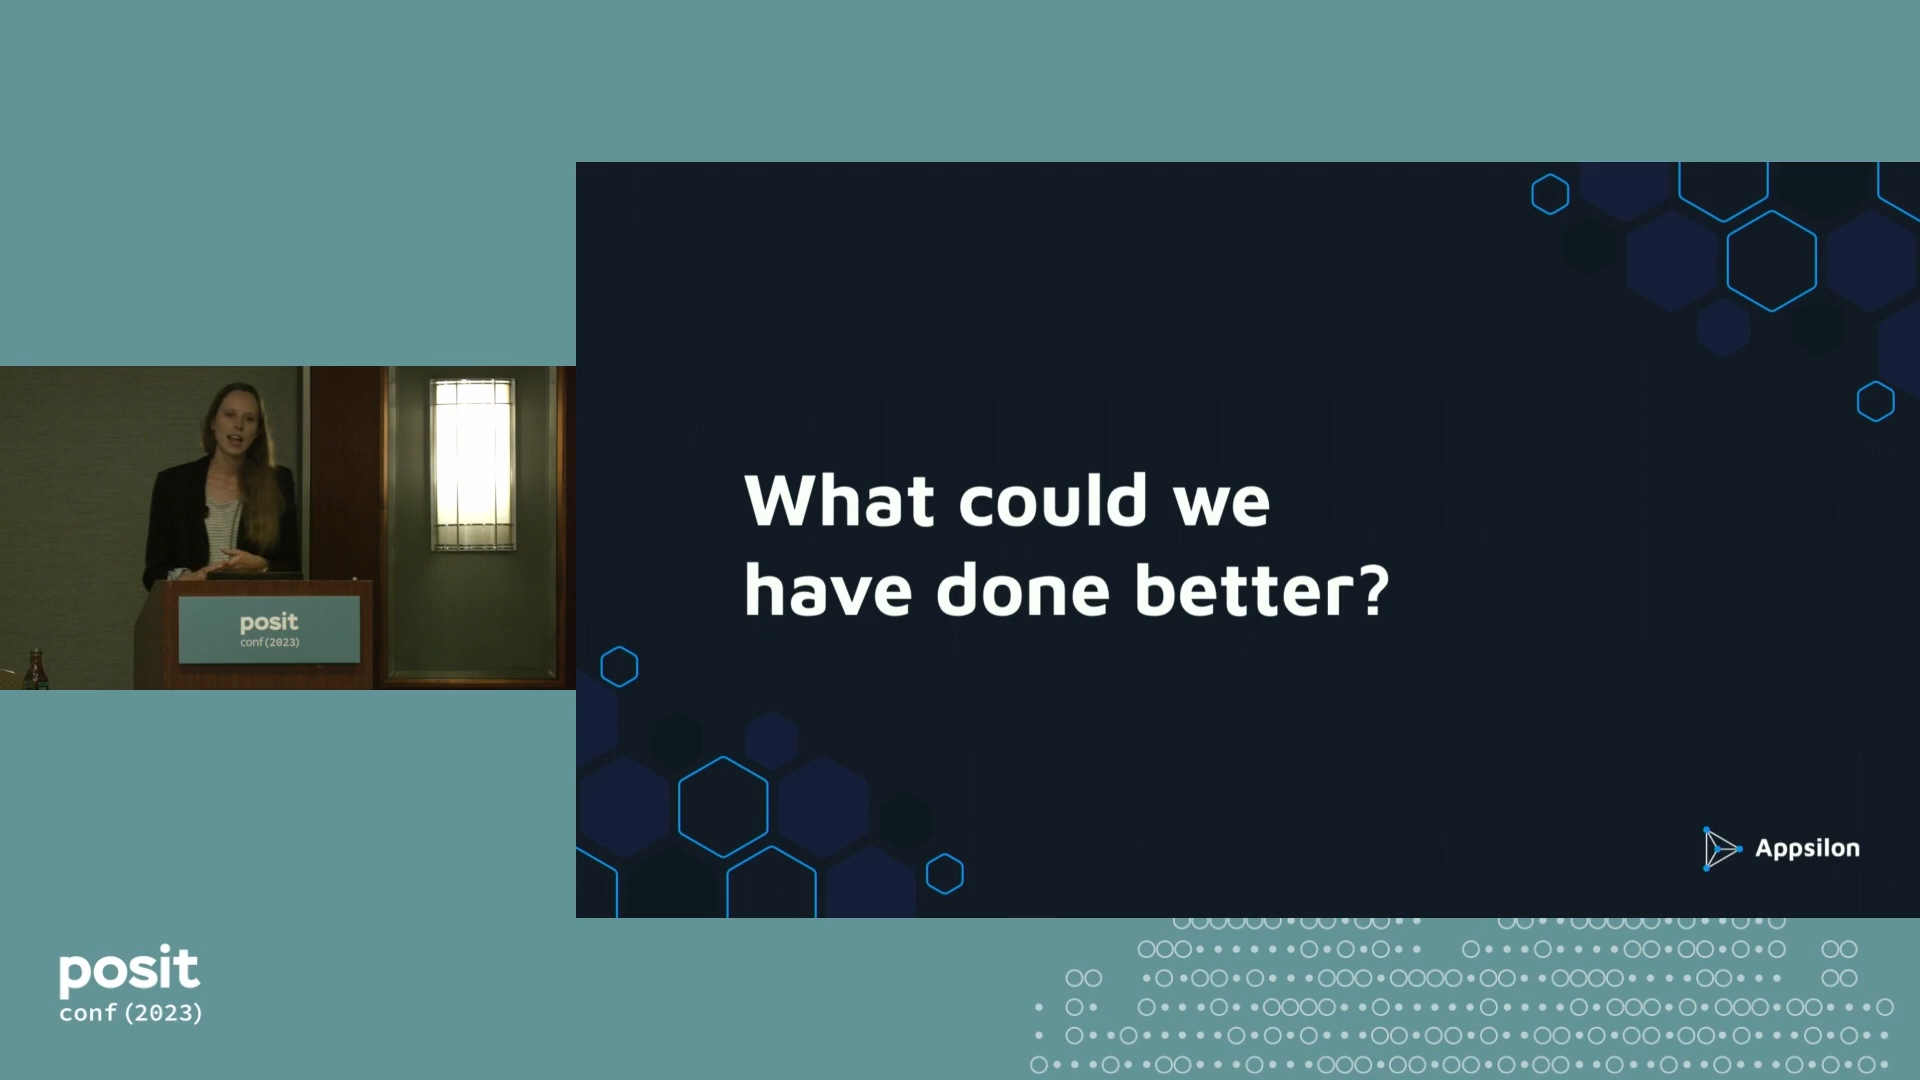 What could we
have done better?
posit
conf(2023)
Appsilon
posit
conf(2023)